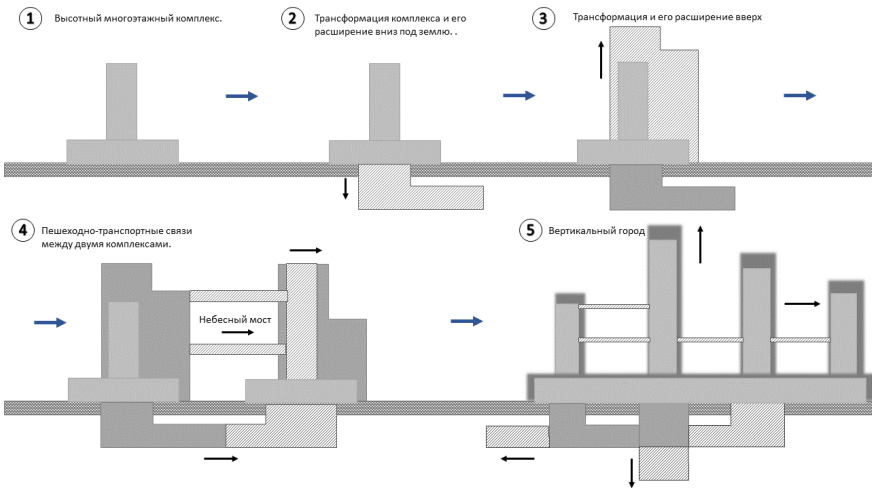 1 Высотный многоэтажный комплекс.
2 Трансформация комплекса и его
расширение вниз под землю. .
3 Трансформация и его расширение вверх
4 Пешеходно-транспортные связи
между двумя комплексами.
Небесный мост
5 Вертикальный город